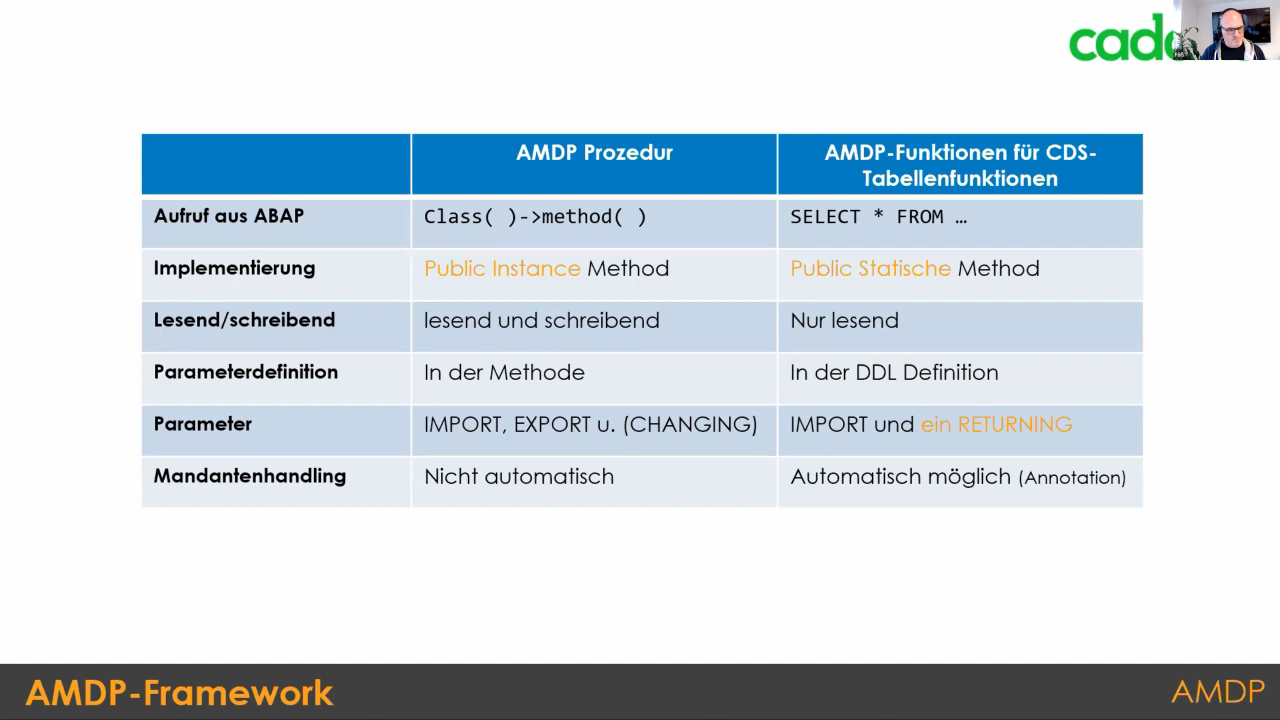 cad
AMDP Prozedur
AMDP-Funktionen für CDS-
Tabellenfunktionen
Aufruf aus ABAP
Class( )->method( )
SELECT * FROM …
Implementierung
Public Instance Method
Public Statische Method
Lesend/schreibend
lesend und schreibend
Nur lesend
Parameterdefinition
In der Methode
In der DDL Definition
Parameter
IMPORT, EXPORT u. (CHANGING)
IMPORT und ein RETURNING
Mandantenhandling
Nicht automatisch
Automatisch möglich (Annotation)
AMDP-Framework
AMDP